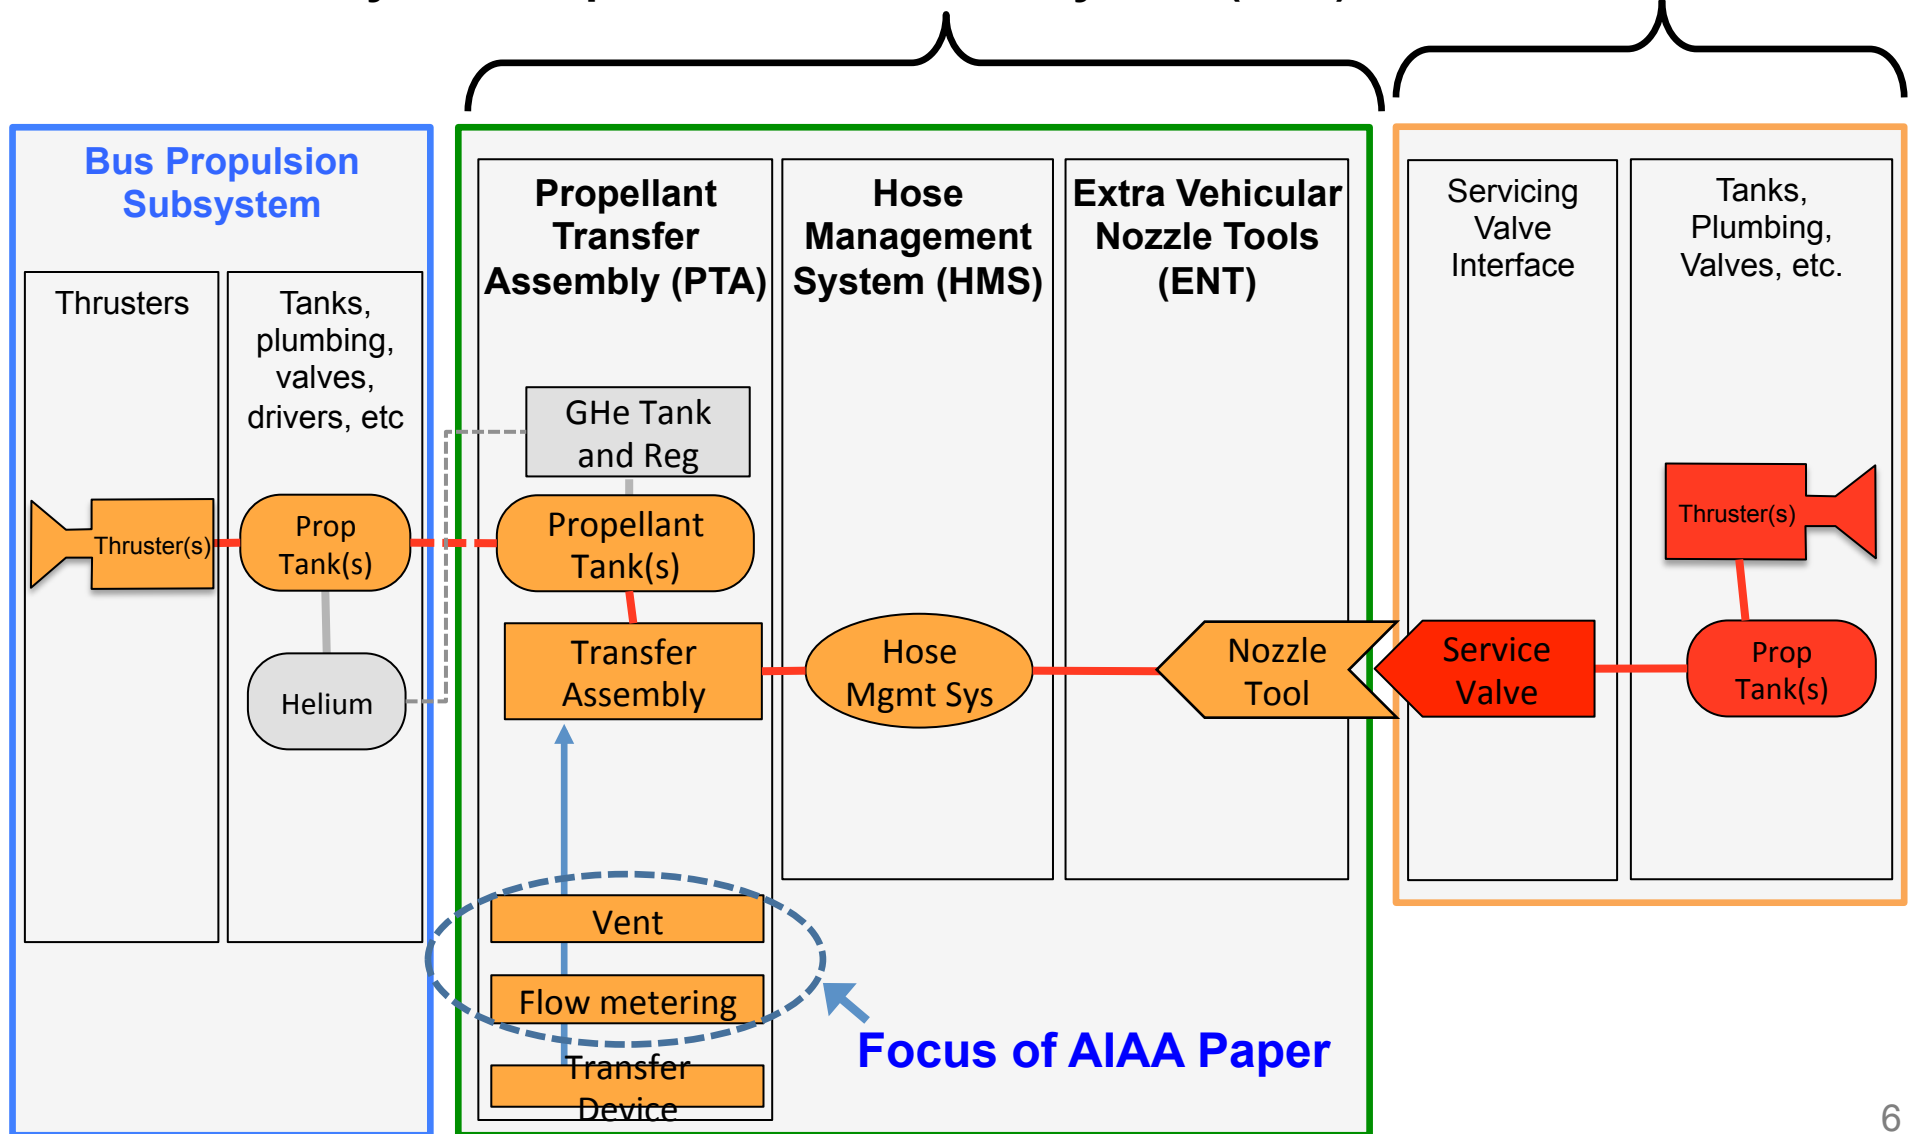 Bus Propulsion
Subsystem
Thrusters
Tanks,
plumbing,
valves,
drivers, etc
Thruster(s)
Prop
Tank(s)
Helium
Propellant
Transfer
Assembly (PTA)
Hose
Management
System (HMS)
Extra Vehicular
Nozzle Tools
(ENT)
GHe Tank
and Reg
Propellant
Tank(s)
Transfer
Assembly
Hose
Mgmt Sys
Nozzle
Tool
Vent
Flow metering
Transfer
Device
Focus of AIAA Paper
Servicing
Valve
Interface
Tanks,
Plumbing,
Valves, etc.
Thruster(s)
Service
Valve
Prop
Tank(s)
6